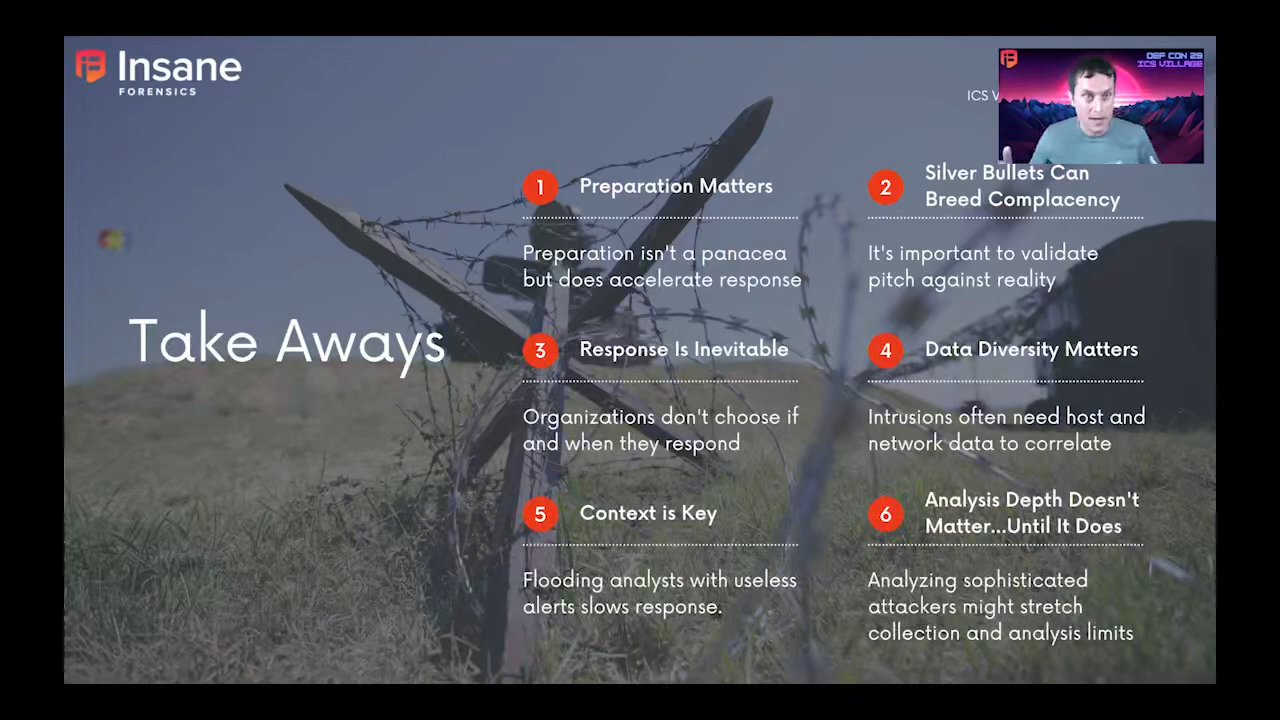 Insane
FORENSICS
DEF CON 29
ICS VILLAGE
ICS V
Take Aways
1 Preparation Matters
Preparation isn't a panacea
but does accelerate response
2 Silver Bullets Can
Breed Complacency
It's important to validate
pitch against reality
3 Response Is Inevitable
Organizations don't choose if
and when they respond
4 Data Diversity Matters
Intrusions often need host and
network data to correlate
5 Context is Key
Flooding analysts with useless
alerts slows response.
6 Analysis Depth Doesn't
Matter...Until It Does
Analyzing sophisticated
attackers might stretch
collection and analysis limits